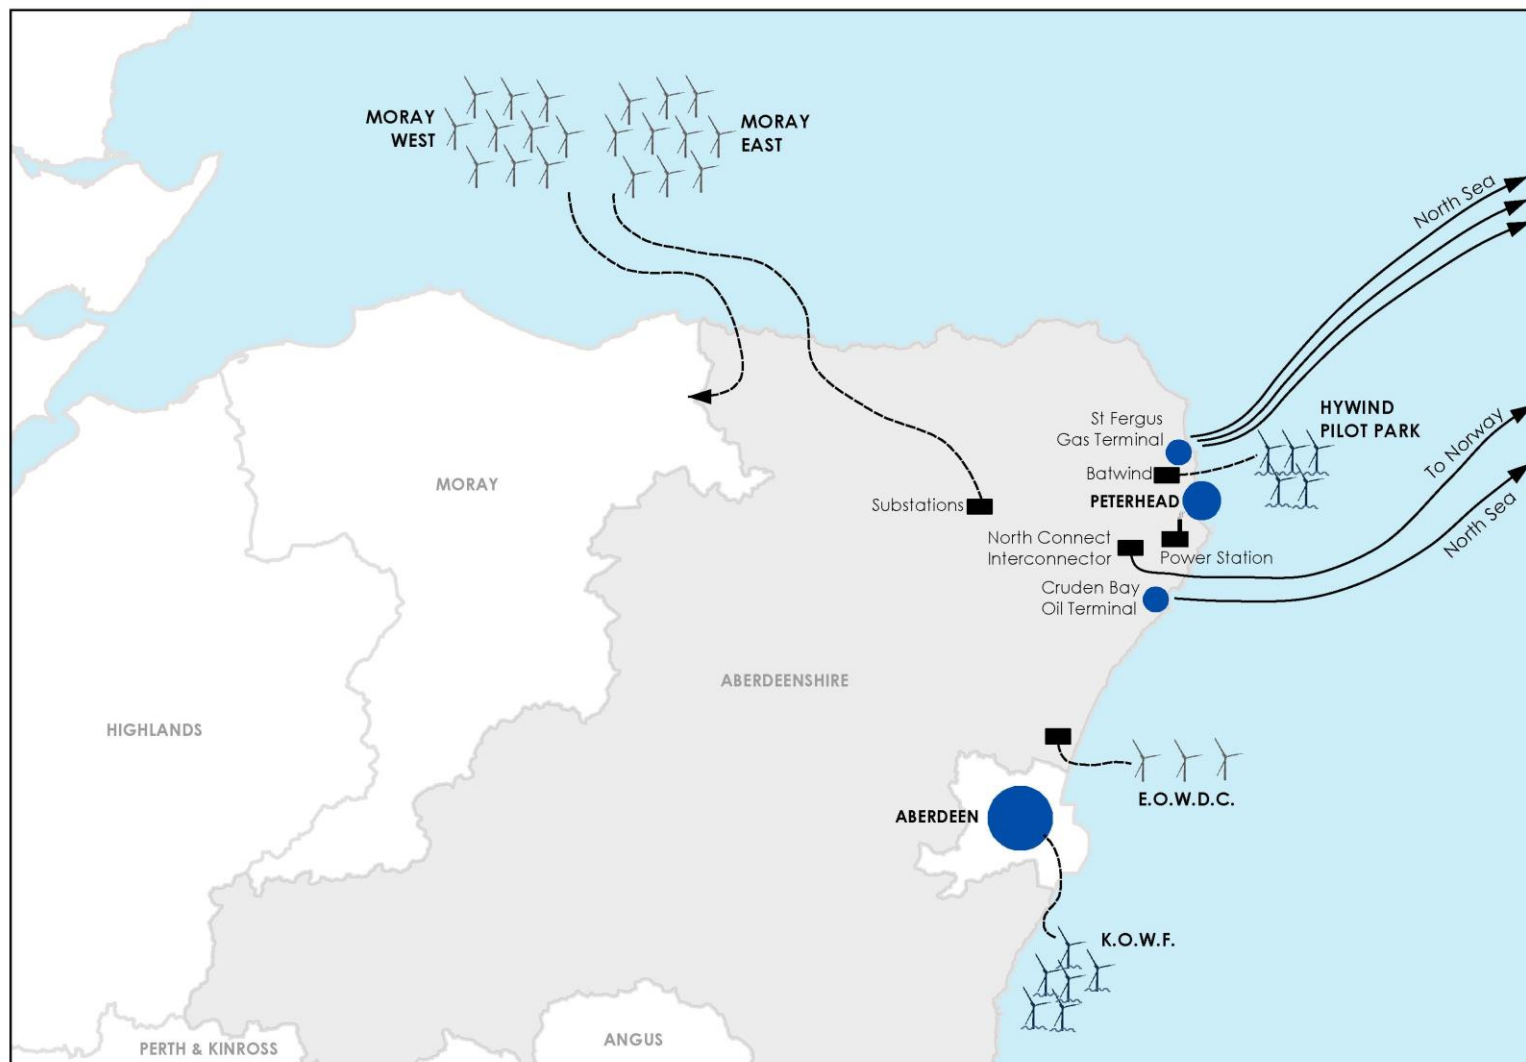 MORAY
WEST
MORAY
EAST
North Sea
HYWIND
PILOT PARK
St Fergus
Gas Terminal
To Norway
Batwind
MORAY
PETERHEAD
Substations
North Sea
North Connect
Interconnector
Power Station
Cruden Bay
Oil Terminal
ABERDEENSHIRE
HIGHLANDS
E.O.W.D.C.
ABERDEEN
K.O.W.F.
ANGUS
PERTH & KINROSS